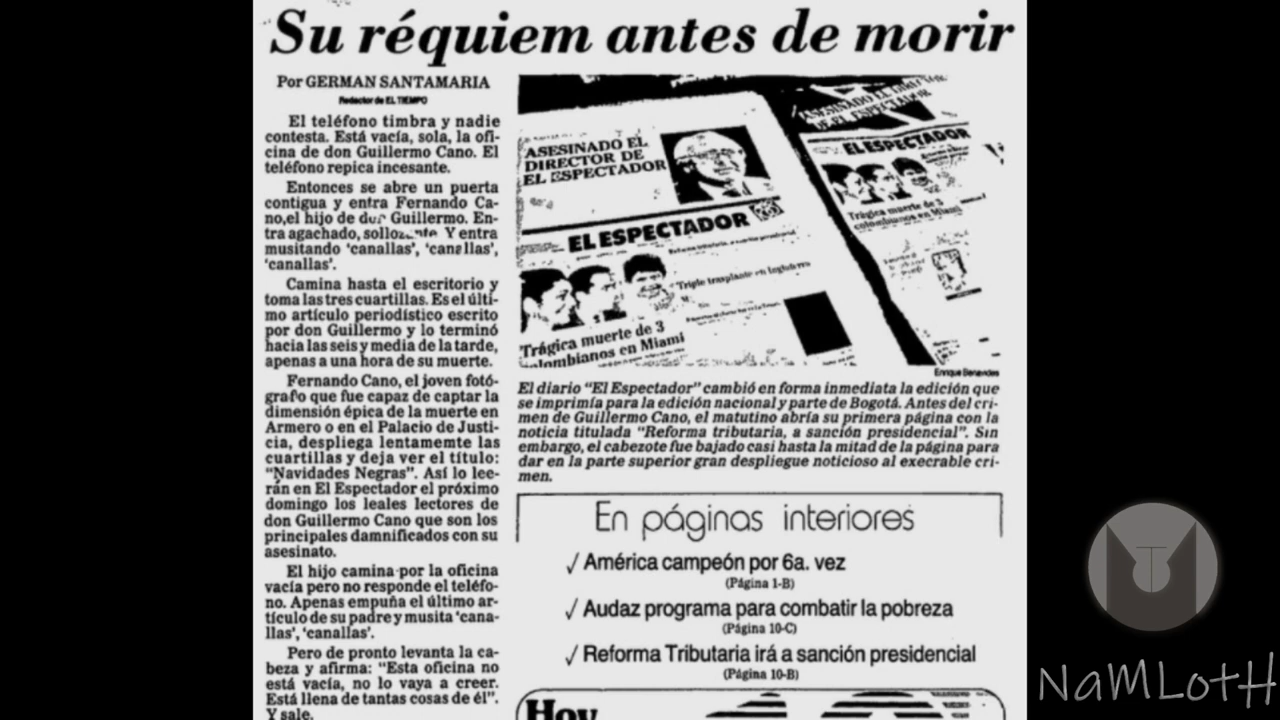 Su réquiem antes de morir
Por GERMAN SANTAMARIA
Redactor de EL TIEMPO
El teléfono timbra y nadie
contesta. Está vacía, sola, la ofi-
cina de don Guillermo Cano. El
teléfono repica incesante.
Entonces se abre un puerta
contigua y entra Fernando Ca-
no,el hijo de don Guillermo. En-
tra agachado, sollozante. Y entra
musitando 'canallas', 'canallas',
'canallas'.
Camina hasta el escritorio y
toma las tres cuartillas. Es el últi-
mo artículo periodístico escrito
por don Guillermo y lo terminó
hacia las seis y media de la tarde,
apenas a una hora de su muerte.
Fernando Cano, el joven fotó-
grafo que fue capaz de captar la
dimensión épica de la muerte en
Armero o en el Palacio de Justi-
cia, despliega lentamemte las
cuartillas y deja ver el título:
"Navidades Negras". Así lo lee-
rán en El Espectador el próximo
domingo los leales lectores de
don Guillermo Cano que son los
principales damnificados con su
asesinato.
El hijo camina por la oficina
vacía pero no responde el teléfo-
no. Apenas empuña el último ar-
tículo de su padre y musita 'cana-
llas', 'canallas'.
Pero de pronto levanta la ca-
beza y afirma: "Esta oficina no
está vacía, no lo vaya a creer.
Está llena de tantas cosas de él".
Y sale.
ASESINADO EL
DIRECTOR DE
EL ESPECTADOR
EL ESPECTADOR
Triple trasplante en Inglaterra
Trágica muerte de 3
colombianos en Miami
ASESINADO EL DIRECTOR
DE EL ESPECTADOR
EL ESPECTADOR
Trágica muerte de 3
colombianos en Miami
Enrique Benavides
El diario "El Espectador" cambió en forma inmediata la edición que
se imprimía para la edición nacional y parte de Bogotá. Antes del cri-
men de Guillermo Cano, el matutino abría su primera página con la
noticia titulada "Reforma tributaria, a sanción presidencial". Sin
embargo, el cabezote fue bajado casi hasta la mitad de la página para
dar en la parte superior gran despliegue noticioso al execrable cri-
men.
En páginas interiores
√ América campeón por 6a. vez
(Página 1-B)
√ Audaz programa para combatir la pobreza
(Página 10-C)
√ Reforma Tributaria irá a sanción presidencial
(Página 10-B)
Hoy
NaMLotH